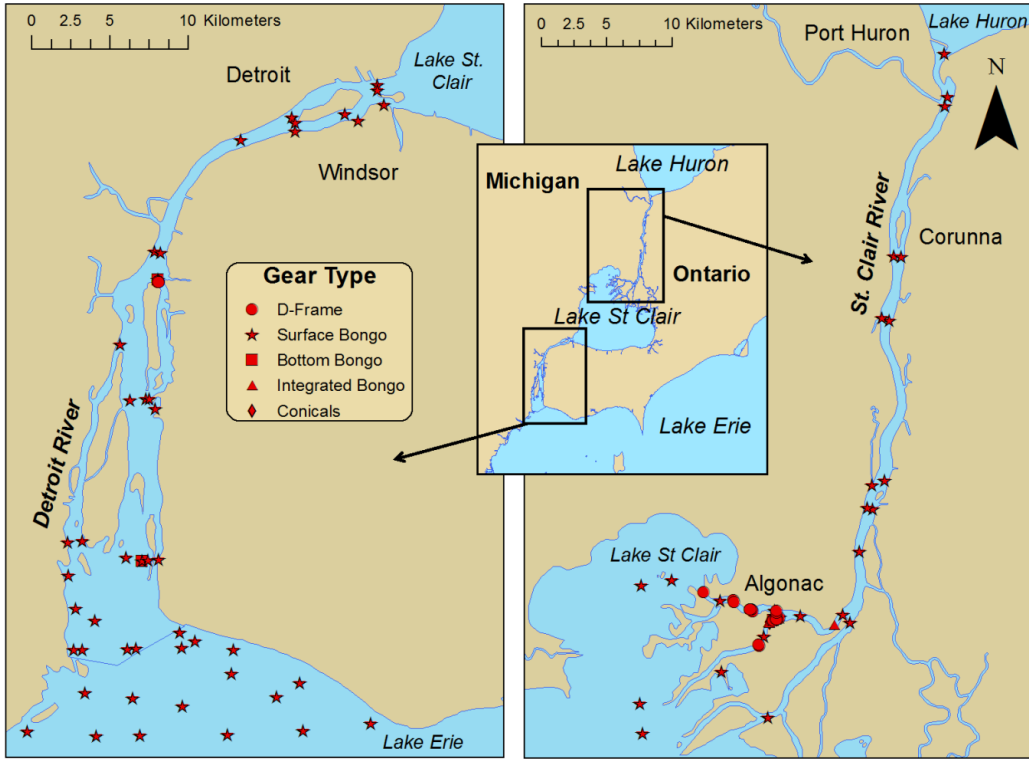 0 2.5 5 10 Kilometers
Detroit
Lake St.
Clair
Windsor
Detroit River
Gear Type
D-Frame
Surface Bongo
Bottom Bongo
Integrated Bongo
Conicals
Lake Erie
Michigan
Lake Huron
Ontario
Lake St Clair
Lake Erie
0 2.5 5 10 Kilometers
Port Huron
Lake Huron
N
St. Clair River
Corunna
Lake St Clair
Algonac